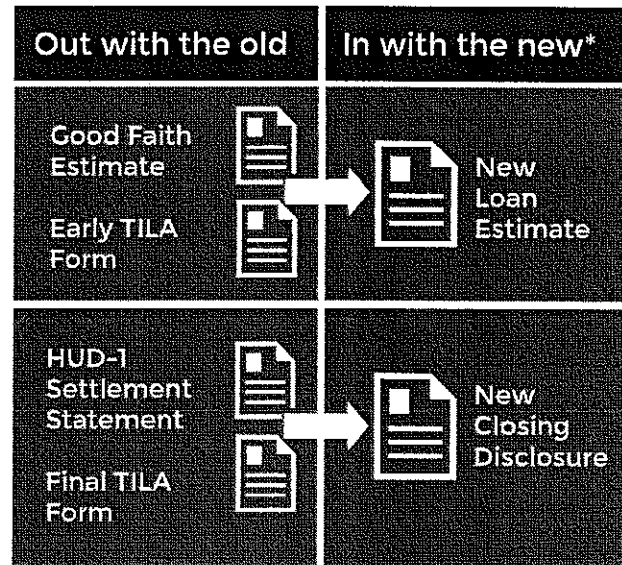 Out with the old
In with the new*
Good Faith
Estimate
Early TILA
Form
New
Loan
Estimate
HUD-1
Settlement
Statement
Final TILA
Form
New
Closing
Disclosure